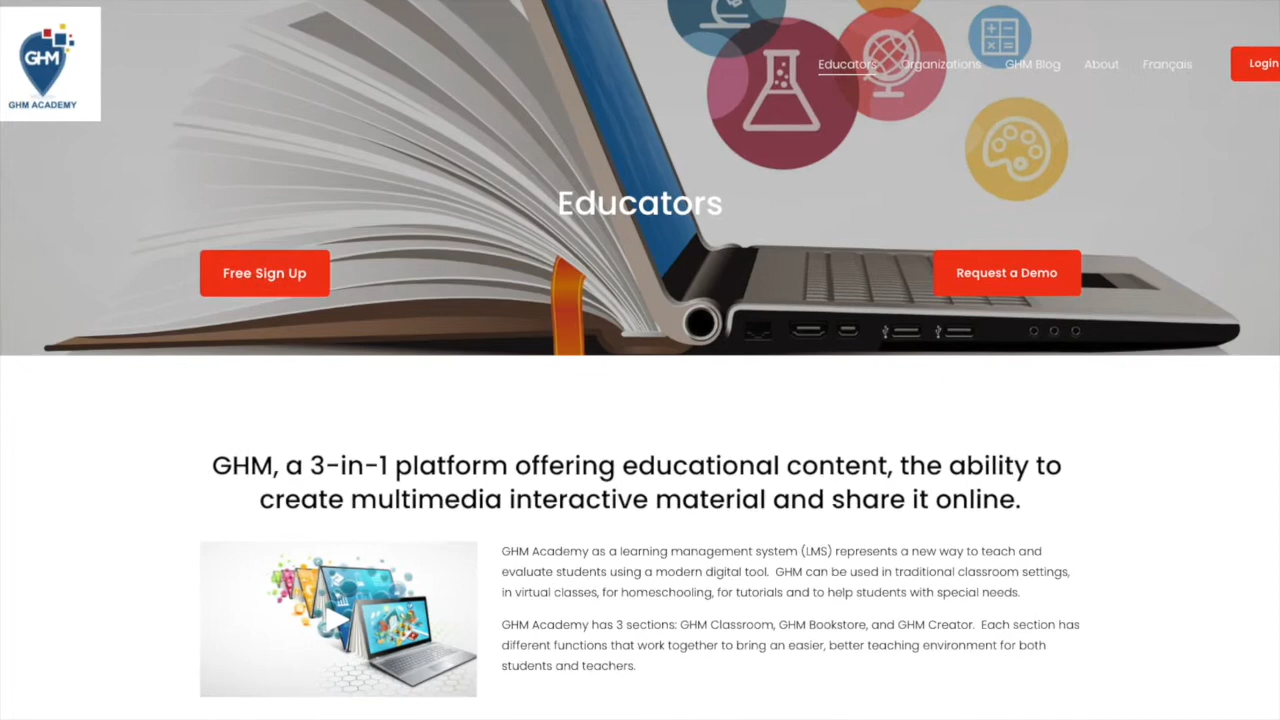 GHM
GHM ACADEMY
Educators
Organizations
GHM Blog
About
Français
Login
Educators
Free Sign Up
Request a Demo
GHM, a 3-in-1 platform offering educational content, the ability to
create multimedia interactive material and share it online.
GHM Academy as a learning management system (LMS) represents a new way to teach and
evaluate students using a modern digital tool. GHM can be used in traditional classroom settings,
in virtual classes, for homeschooling, for tutorials and to help students with special needs.
GHM Academy has 3 sections: GHM Classroom, GHM Bookstore, and GHM Creator. Each section has
different functions that work together to bring an easier, better teaching environment for both
students and teachers.